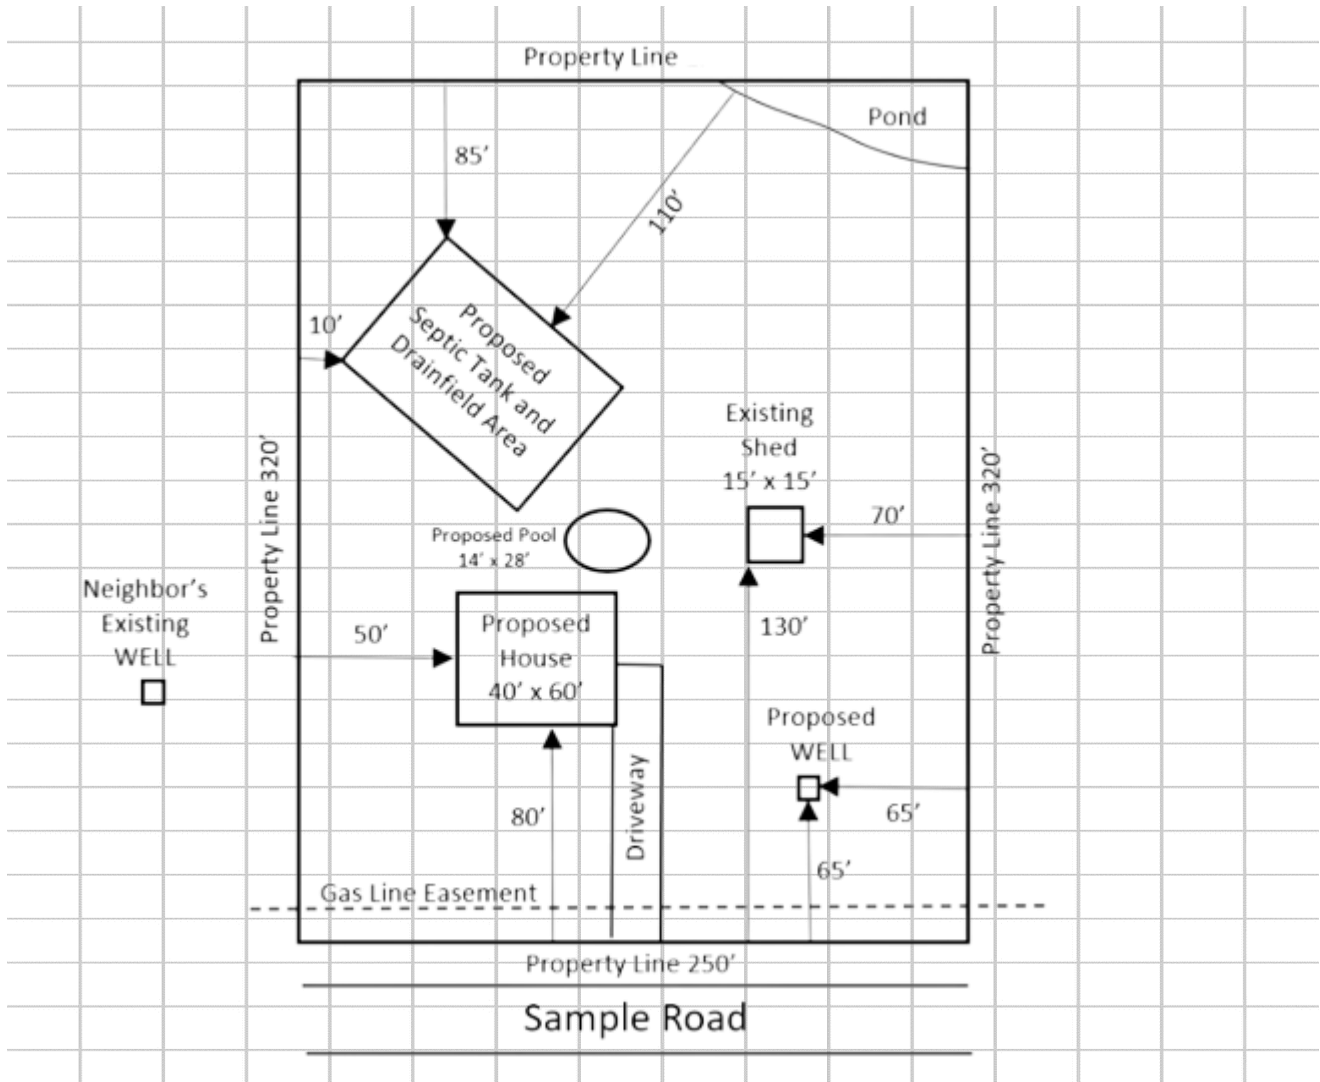 Property Line
Pond
85′
110′
10′
Proposed
Septic Tank and
Drainfield Area
Existing
Shed
15′ x 15′
70′
Property Line 320′
Property Line 320′
Proposed Pool
14′ x 28′
Neighbor’s
Existing
WELL
50′
Proposed
House
40′ x 60′
130′
Proposed
WELL
65′
80′
Driveway
65′
Gas Line Easement
Property Line 250′
Sample Road